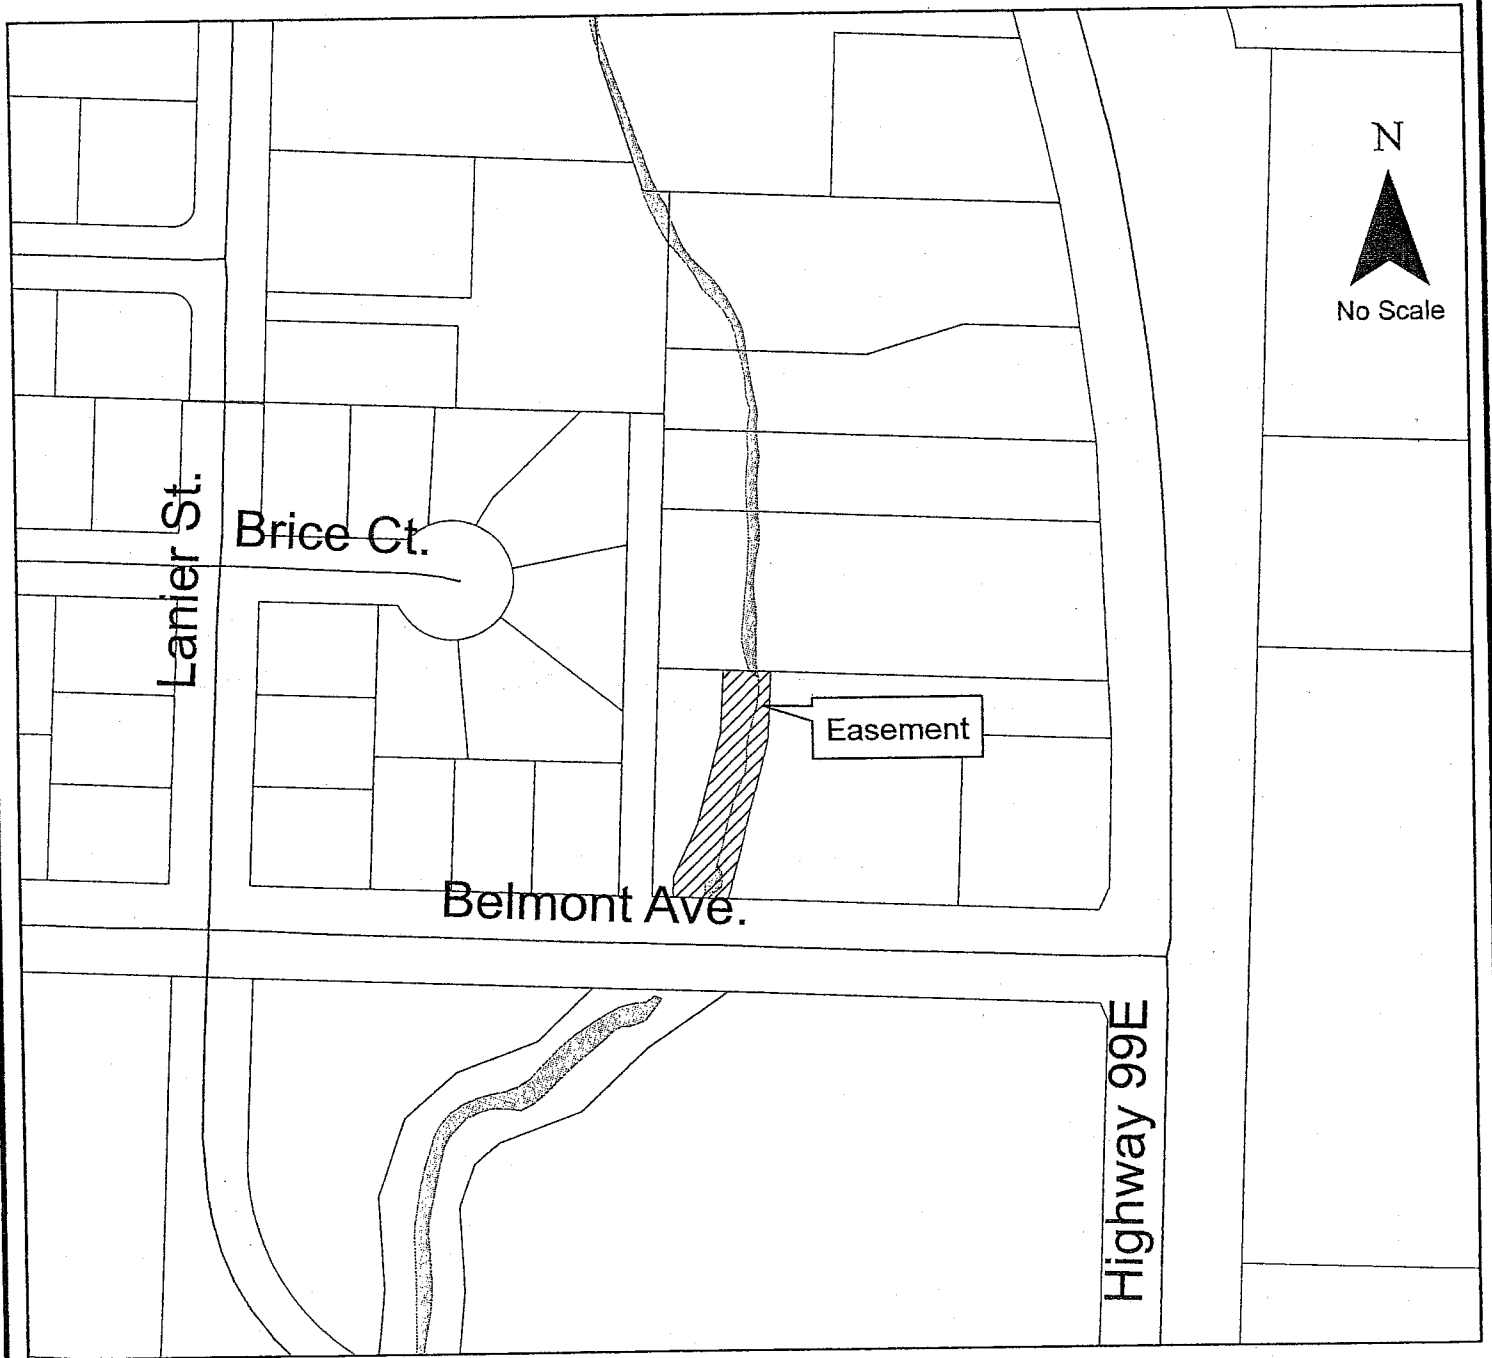 N
No Scale
Lanier St.
Brice Ct.
Easement
Belmont Ave.
Highway 99E